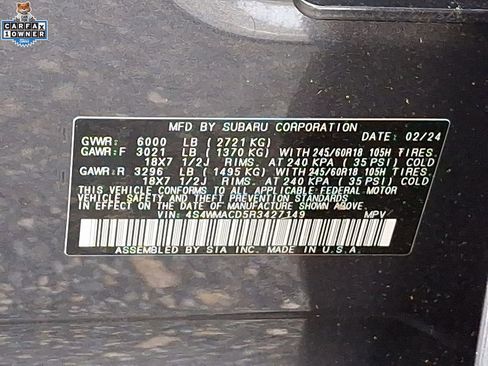 CARFAX
1 OWNER
MFD BY SUBARU CORPORATION
GVWR: 6000 LB (2721 KG) DATE: 02/24
GAWR:F 3021 LB (1370 KG) WITH 245/60R18 105H TIRES,
18X7 1/2J RIMS, AT 240 KPA (35 PSI) COLD
GAWR:R 3296 LB (1495 KG) WITH 245/60R18 105H TIRES,
18X7 1/2J RIMS, AT 240 KPA (35 PSI) COLD
THIS VEHICLE CONFORMS TO ALL APPLICABLE FEDERAL MOTOR
VEHICLE SAFETY AND THEFT PREVENTION STANDARDS
IN EFFECT ON THE DATE OF MANUFACTURE SHOWN ABOVE.
VIN: 4S4WMACD5R3427149 MPV
ASSEMBLED BY SIA INC. MADE IN U.S.A.